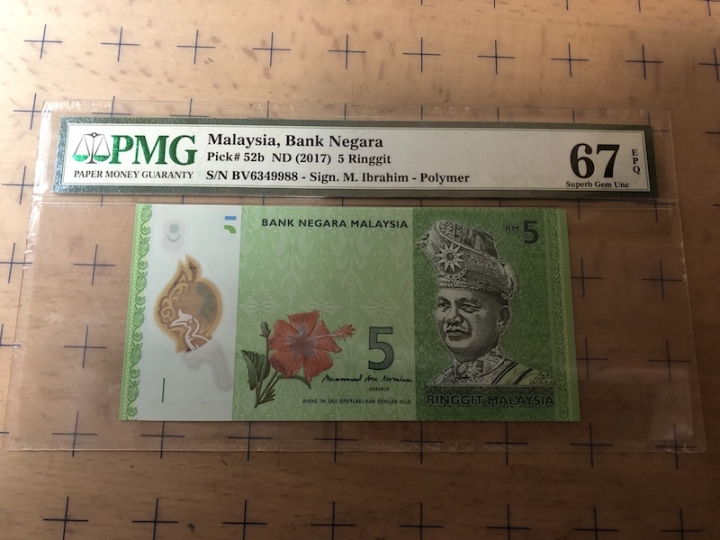 PMG
PAPER MONEY GUARANTY
Malaysia, Bank Negara
Pick# 52b ND (2017) 5 Ringgit
S/N BV6349988 - Sign. M. Ibrahim - Polymer
67 EPQ
Superb Gem Unc
BANK NEGARA MALAYSIA
RM 5
5
GABENOR
WANG INI SAH DIPERLAKUKAN DENGAN NILAI
RINGGIT MALAYSIA